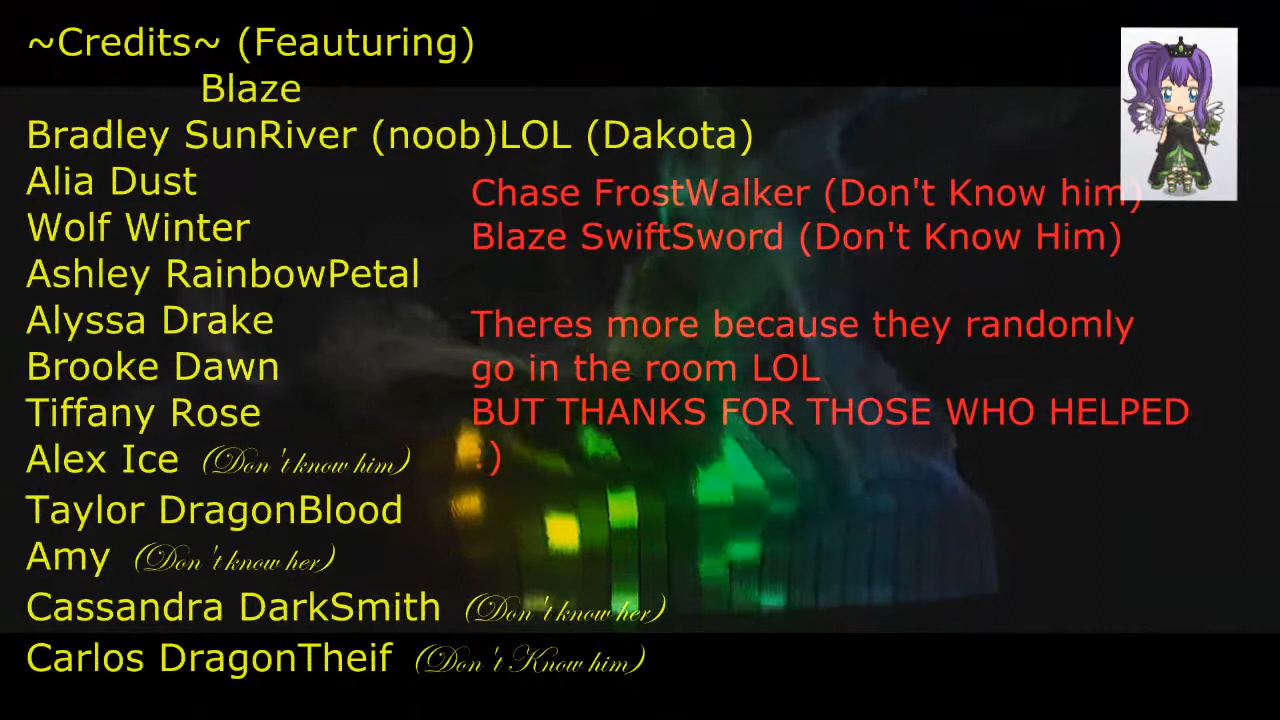 ~Credits~ (Feauturing)
Blaze
Bradley SunRiver (noob)LOL (Dakota)
Alia Dust
Wolf Winter
Ashley RainbowPetal
Alyssa Drake
Brooke Dawn
Tiffany Rose
Alex Ice (Don't know him)
Taylor DragonBlood
Amy (Don't know her)
Cassandra DarkSmith (Don't know her)
Carlos DragonTheif (Don't Know him)
Chase FrostWalker (Don't Know him)
Blaze SwiftSword (Don't Know Him)
Theres more because they randomly
go in the room LOL
BUT THANKS FOR THOSE WHO HELPED
:)